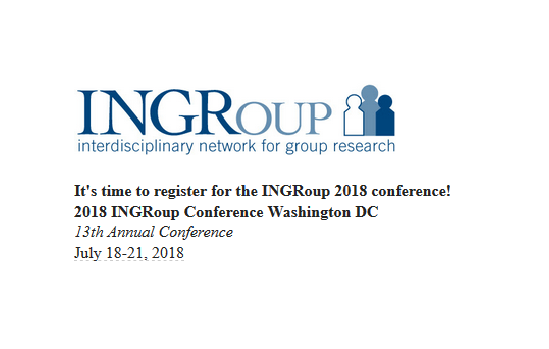 INGRoup
interdisciplinary network for group research
It's time to register for the INGRoup 2018 conference!
2018 INGRoup Conference Washington DC
13th Annual Conference
July 18-21, 2018